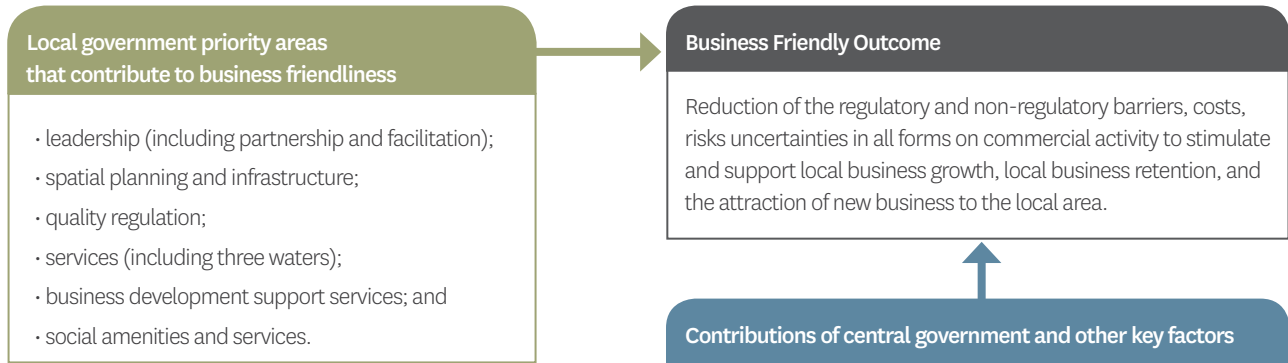 Local government priority areas
that contribute to business friendliness
· leadership (including partnership and facilitation);
· spatial planning and infrastructure;
· quality regulation;
· services (including three waters);
· business development support services; and
· social amenities and services.
Business Friendly Outcome
Reduction of the regulatory and non-regulatory barriers, costs,
risks uncertainties in all forms on commercial activity to stimulate
and support local business growth, local business retention, and
the attraction of new business to the local area.
Contributions of central government and other key factors